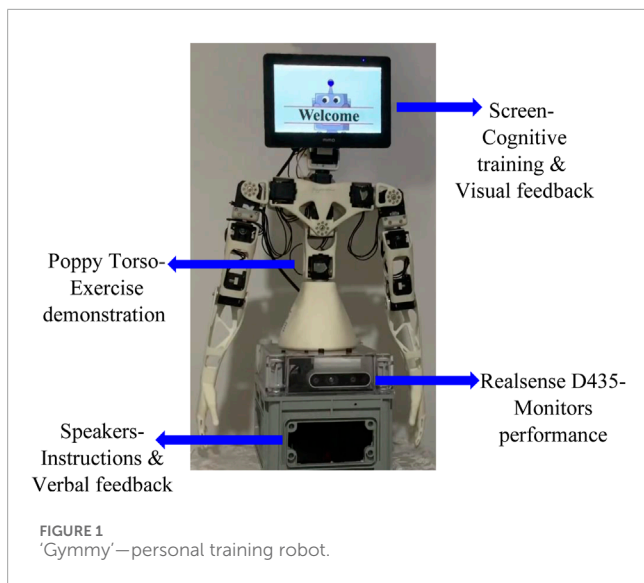 Welcome
Screen-
Cognitive
training &
Visual feedback
Poppy Torso-
Exercise
demonstration
Realsense D435-
Monitors
performance
Speakers-
Instructions &
Verbal feedback
FIGURE 1
'Gymmy'—personal training robot.